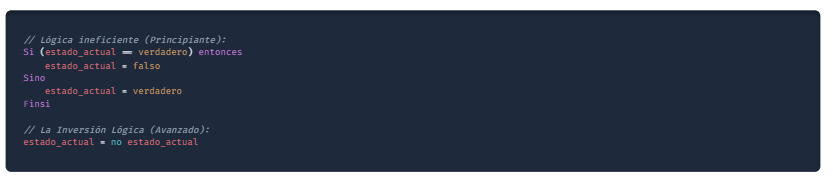 // Lógica ineficiente (Principiante):
Si (estado_actual == verdadero) entonces
    estado_actual = falso
Sino
    estado_actual = verdadero
Finsi

// La Inversión Lógica (Avanzado):
estado_actual = no estado_actual